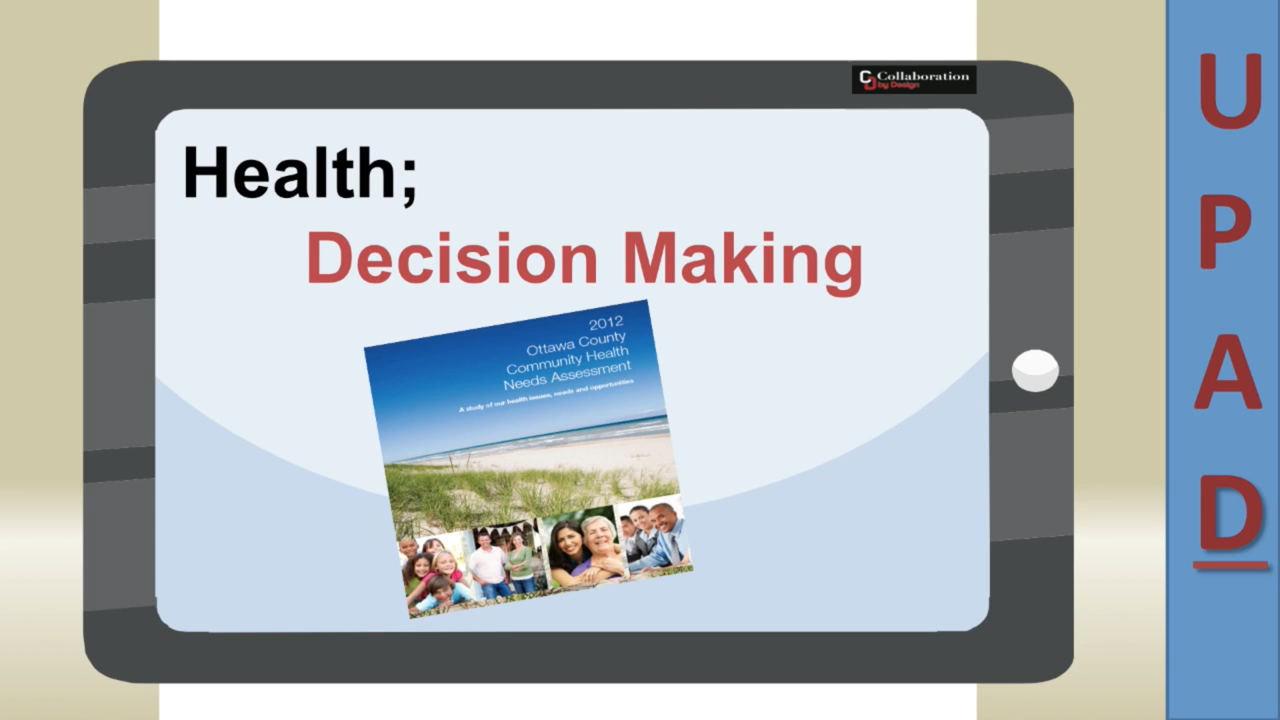 Collaboration
by Design
Health;
Decision Making
2012
Ottawa County
Community Health
Needs Assessment
A study of our health issues, needs and opportunities
U
P
A
D